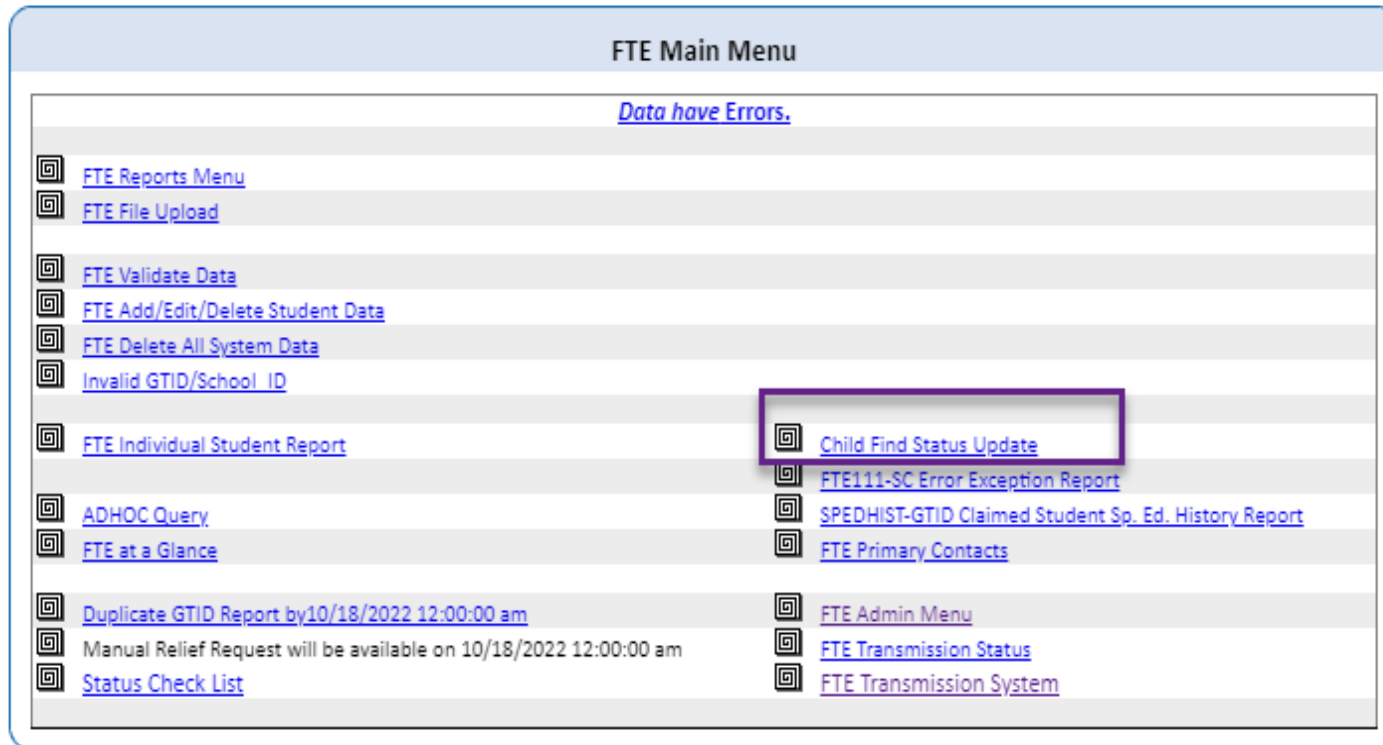 FTE Main Menu
Data have Errors.
FTE Reports Menu
FTE File Upload
FTE Validate Data
FTE Add/Edit/Delete Student Data
FTE Delete All System Data
Invalid GTID/School_ID
FTE Individual Student Report
Child Find Status Update
FTE111-SC Error Exception Report
ADHOC Query
SPEDHIST-GTID Claimed Student Sp. Ed. History Report
FTE at a Glance
FTE Primary Contacts
Duplicate GTID Report by10/18/2022 12:00:00 am
FTE Admin Menu
Manual Relief Request will be available on 10/18/2022 12:00:00 am
FTE Transmission Status
Status Check List
FTE Transmission System